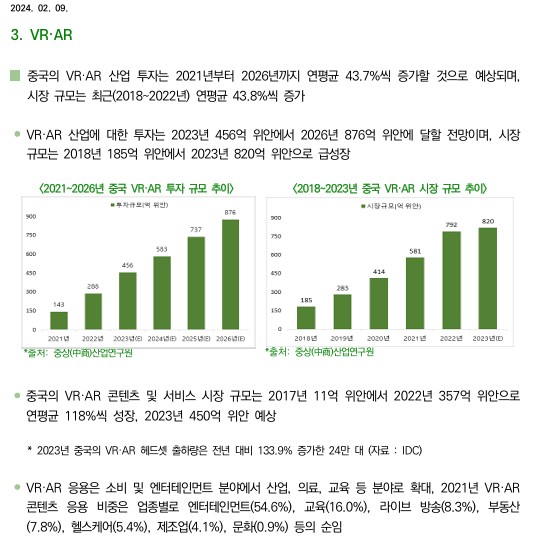 2024. 02. 09.
3. VR·AR
중국의 VR·AR 산업 투자는 2021년부터 2026년까지 연평균 43.7%씩 증가할 것으로 예상되며,
시장 규모는 최근(2018~2022년) 연평균 43.8%씩 증가
VR·AR 산업에 대한 투자는 2023년 456억 위안에서 2026년 876억 위안에 달할 전망이며, 시장
규모는 2018년 185억 위안에서 2023년 820억 위안으로 급성장
<2021~2026년 중국 VR·AR 투자 규모 추이>
투자규모(억 위안)
900
750
600
450
300
150
0
143
266
456
583
737
876
2021년 2022년 2023년(E) 2024년(E) 2025년(E) 2026년(E)
*출처: 중상(中商)산업연구원
<2018~2023년 중국 VR·AR 시장 규모 추이>
시장규모(억 위안)
900
750
600
450
300
150
0
185
283
414
581
792
820
2018년 2019년 2020년 2021년 2022년 2023년(E)
*출처: 중상(中商)산업연구원
중국의 VR·AR 콘텐츠 및 서비스 시장 규모는 2017년 11억 위안에서 2022년 357억 위안으로
연평균 118%씩 성장, 2023년 450억 위안 예상
* 2023년 중국의 VR·AR 헤드셋 출하량은 전년 대비 133.9% 증가한 24만 대 (자료 : IDC)
VR·AR 응용은 소비 및 엔터테인먼트 분야에서 산업, 의료, 교육 등 분야로 확대, 2021년 VR·AR
콘텐츠 응용 비중은 업종별로 엔터테인먼트(54.6%), 교육(16.0%), 라이브 방송(8.3%), 부동산
(7.8%), 헬스케어(5.4%), 제조업(4.1%), 문화(0.9%) 등의 순임